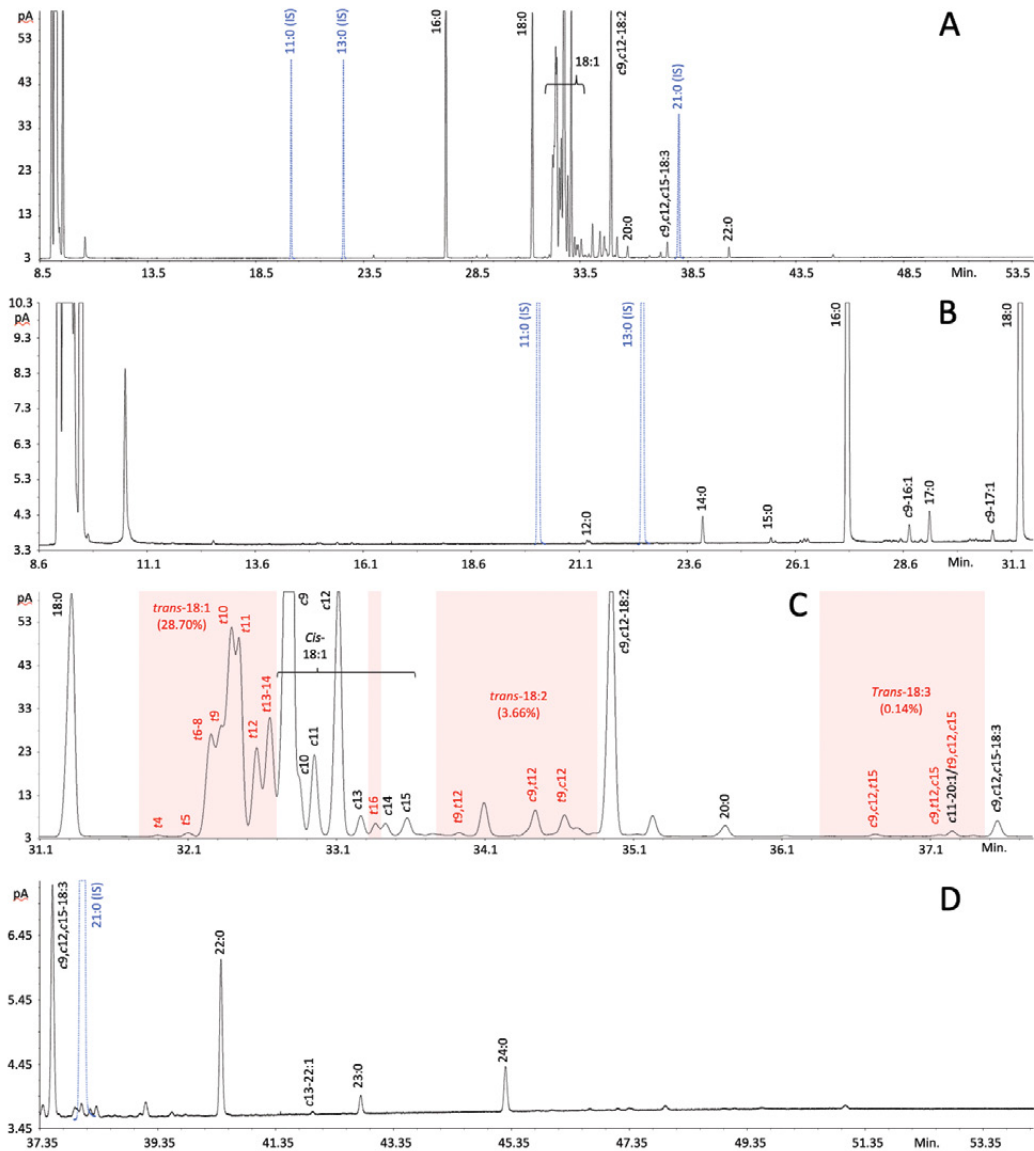 A
pA
53
43
33
23
13
3
11:0 (IS)
13:0 (IS)
16:0
18:0
18:1
c9,c12-18:2
20:0
c9,c12,c15-18:3
21:0 (IS)
22:0
8.5 13.5 18.5 23.5 28.5 33.5 38.5 43.5 48.5 Min. 53.5
B
10.3
pA
9.3
8.3
7.3
6.3
5.3
4.3
3.3
11:0 (IS)
12:0
13:0 (IS)
14:0
15:0
16:0
c9-16:1
17:0
c9-17:1
18:0
8.6 11.1 13.6 16.1 18.6 21.1 23.6 26.1 28.6 Min. 31.1
C
pA
53
43
33
23
13
3
18:0
trans-18:1
(28.70%)
t4
t5
t6-8
t9
t10
t11
t12
t13-14
c9
Cis-
18:1
c10
c11
c12
c13
t16
c14
c15
trans-18:2
(3.66%)
t9,t12
c9,t12
t9,c12
c9,c12-18:2
20:0
Trans-18:3
(0.14%)
c9,c12,t15
c9,t12,c15
c11-20:1/t9,c12,c15
c9,c12,c15-18:3
31.1 32.1 33.1 34.1 35.1 36.1 37.1 Min.
D
pA
6.45
5.45
4.45
3.45
c9,c12,c15-18:3
21:0 (IS)
22:0
c13-22:1
23:0
24:0
37.35 39.35 41.35 43.35 45.35 47.35 49.35 51.35 Min. 53.35